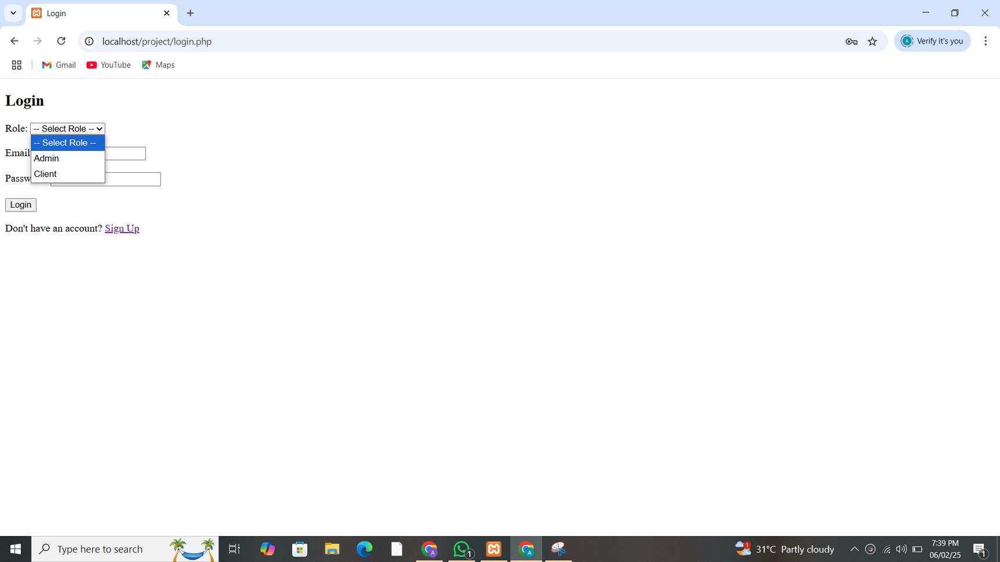 Login
localhost/project/login.php
A
Verify it's you
Gmail
YouTube
Maps
Login
Role: -- Select Role --
-- Select Role --
Email
Admin
Client
Passw
Login
Don't have an account? Sign Up
Type here to search
A
1
A
1
31°C Partly cloudy
7:39 PM
06/02/25
1